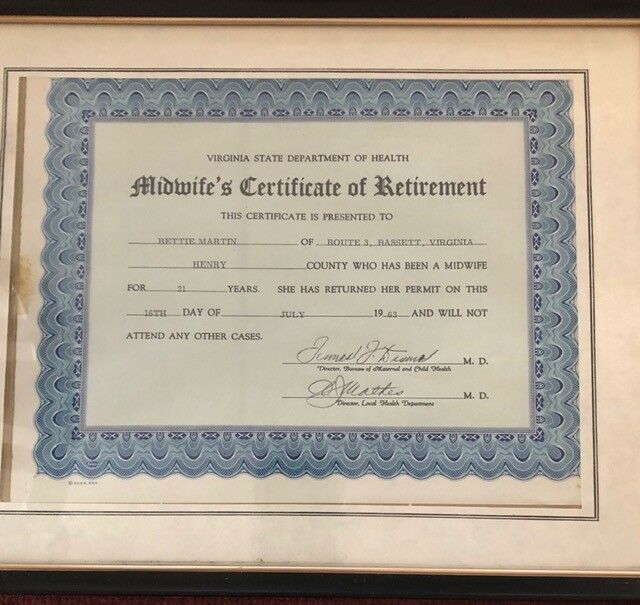 VIRGINIA STATE DEPARTMENT OF HEALTH
Midwife's Certificate of Retirement
THIS CERTIFICATE IS PRESENTED TO
BETTIE MARTIN OF ROUTE 3, BASSETT, VIRGINIA
HENRY COUNTY WHO HAS BEEN A MIDWIFE
FOR 21 YEARS. SHE HAS RETURNED HER PERMIT ON THIS
16TH DAY OF JULY 1963 AND WILL NOT
ATTEND ANY OTHER CASES.
M. D.
Director, Bureau of Maternal and Child Health
Mathes M. D.
Director, Local Health Department